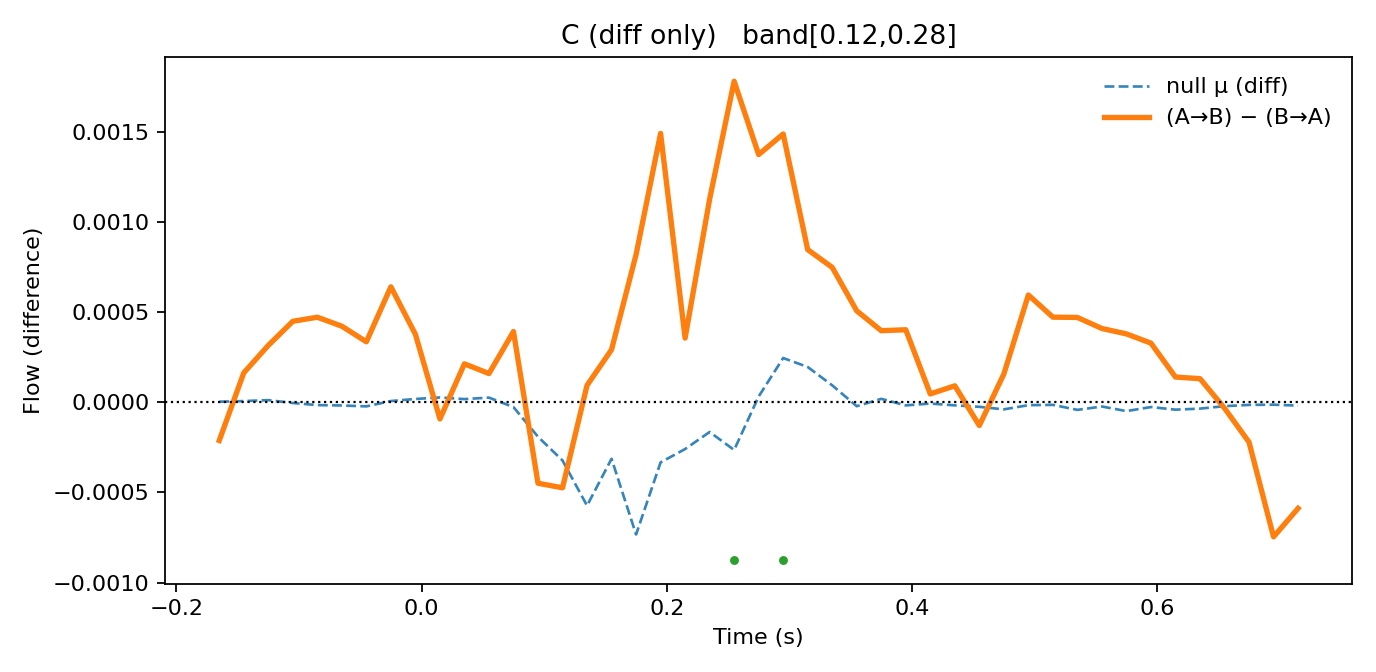 C (diff only)   band[0.12,0.28]
null μ (diff)
(A→B) − (B→A)
Flow (difference)
0.0015
0.0010
0.0005
0.0000
−0.0005
−0.0010
−0.2 0.0 0.2 0.4 0.6
Time (s)